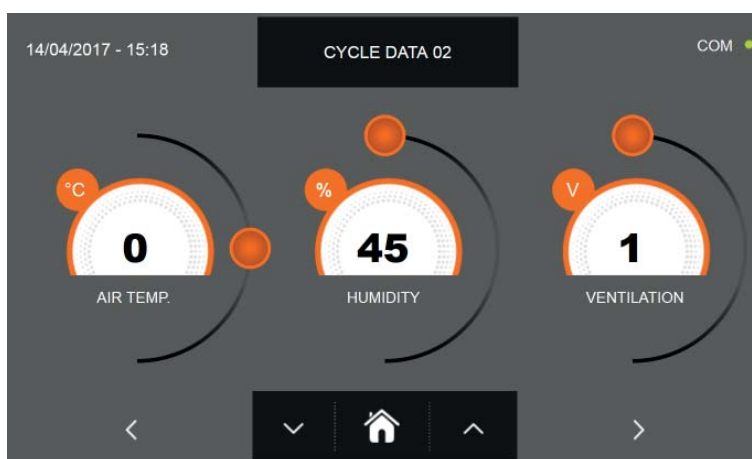 14/04/2017 - 15:18
CYCLE DATA 02
COM
°C
%
V
0
45
1
AIR TEMP.
HUMIDITY
VENTILATION